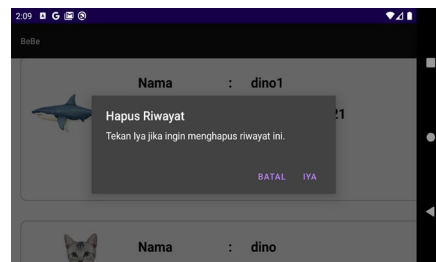 2:09
BeBe
Nama : dino1
21
Hapus Riwayat
Tekan Iya jika ingin menghapus riwayat ini.
BATAL IYA
Nama : dino